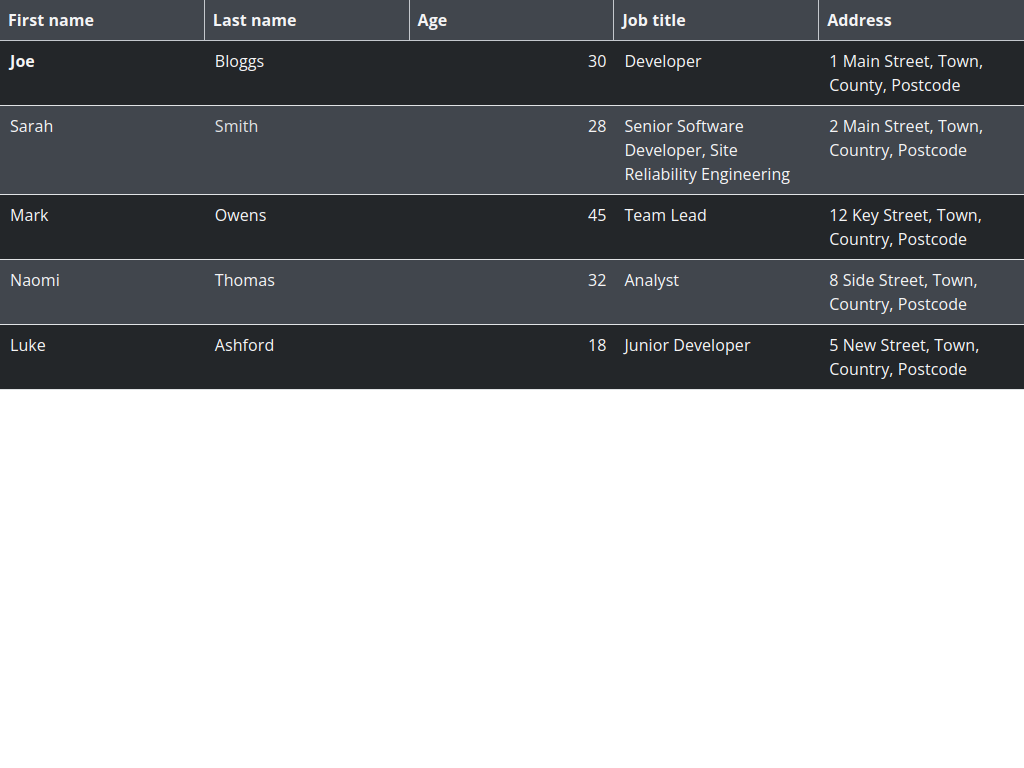 First name Last name Age Job title Address
Joe Bloggs 30 Developer 1 Main Street, Town,
County, Postcode
Sarah Smith 28 Senior Software 2 Main Street, Town,
Developer, Site Country, Postcode
Reliability Engineering
Mark Owens 45 Team Lead 12 Key Street, Town,
Country, Postcode
Naomi Thomas 32 Analyst 8 Side Street, Town,
Country, Postcode
Luke Ashford 18 Junior Developer 5 New Street, Town,
Country, Postcode